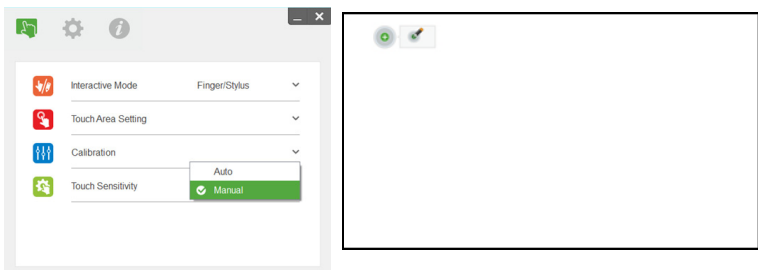 Interactive Mode Finger/Stylus
Touch Area Setting
Calibration
Auto
Touch Sensitivity
Manual